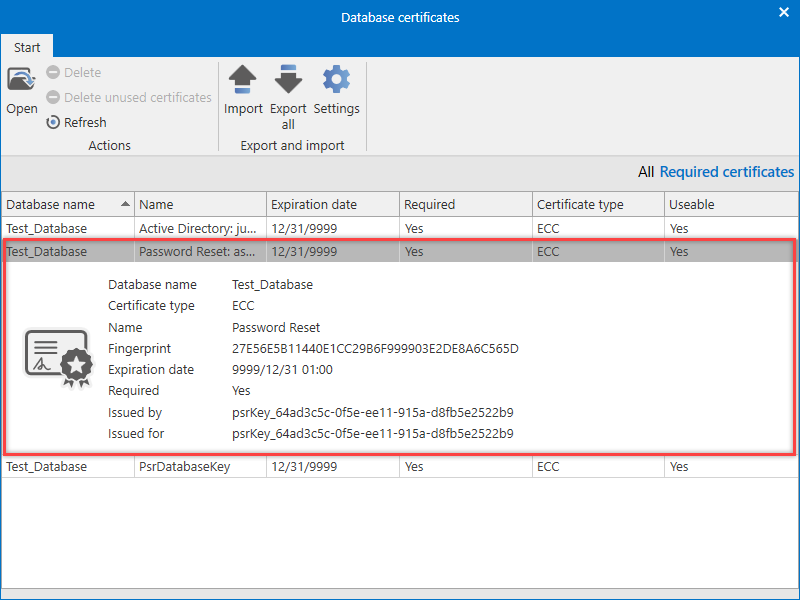 Database certificates
Start
Open
Delete
Delete unused certificates
Refresh
Actions
Import
Export all
Settings
Export and import
All Required certificates
Database name Name Expiration date Required Certificate type Useable
Test_Database Active Directory: ju... 12/31/9999 Yes ECC Yes
Test_Database Password Reset: as... 12/31/9999 Yes ECC Yes
Database name Test_Database
Certificate type ECC
Name Password Reset
Fingerprint 27E56E5B11440E1CC29B6F999903E2DE8A6C565D
Expiration date 9999/12/31 01:00
Required Yes
Issued by psrKey_64ad3c5c-0f5e-ee11-915a-d8fb5e2522b9
Issued for psrKey_64ad3c5c-0f5e-ee11-915a-d8fb5e2522b9
Test_Database PsrDatabaseKey 12/31/9999 Yes ECC Yes